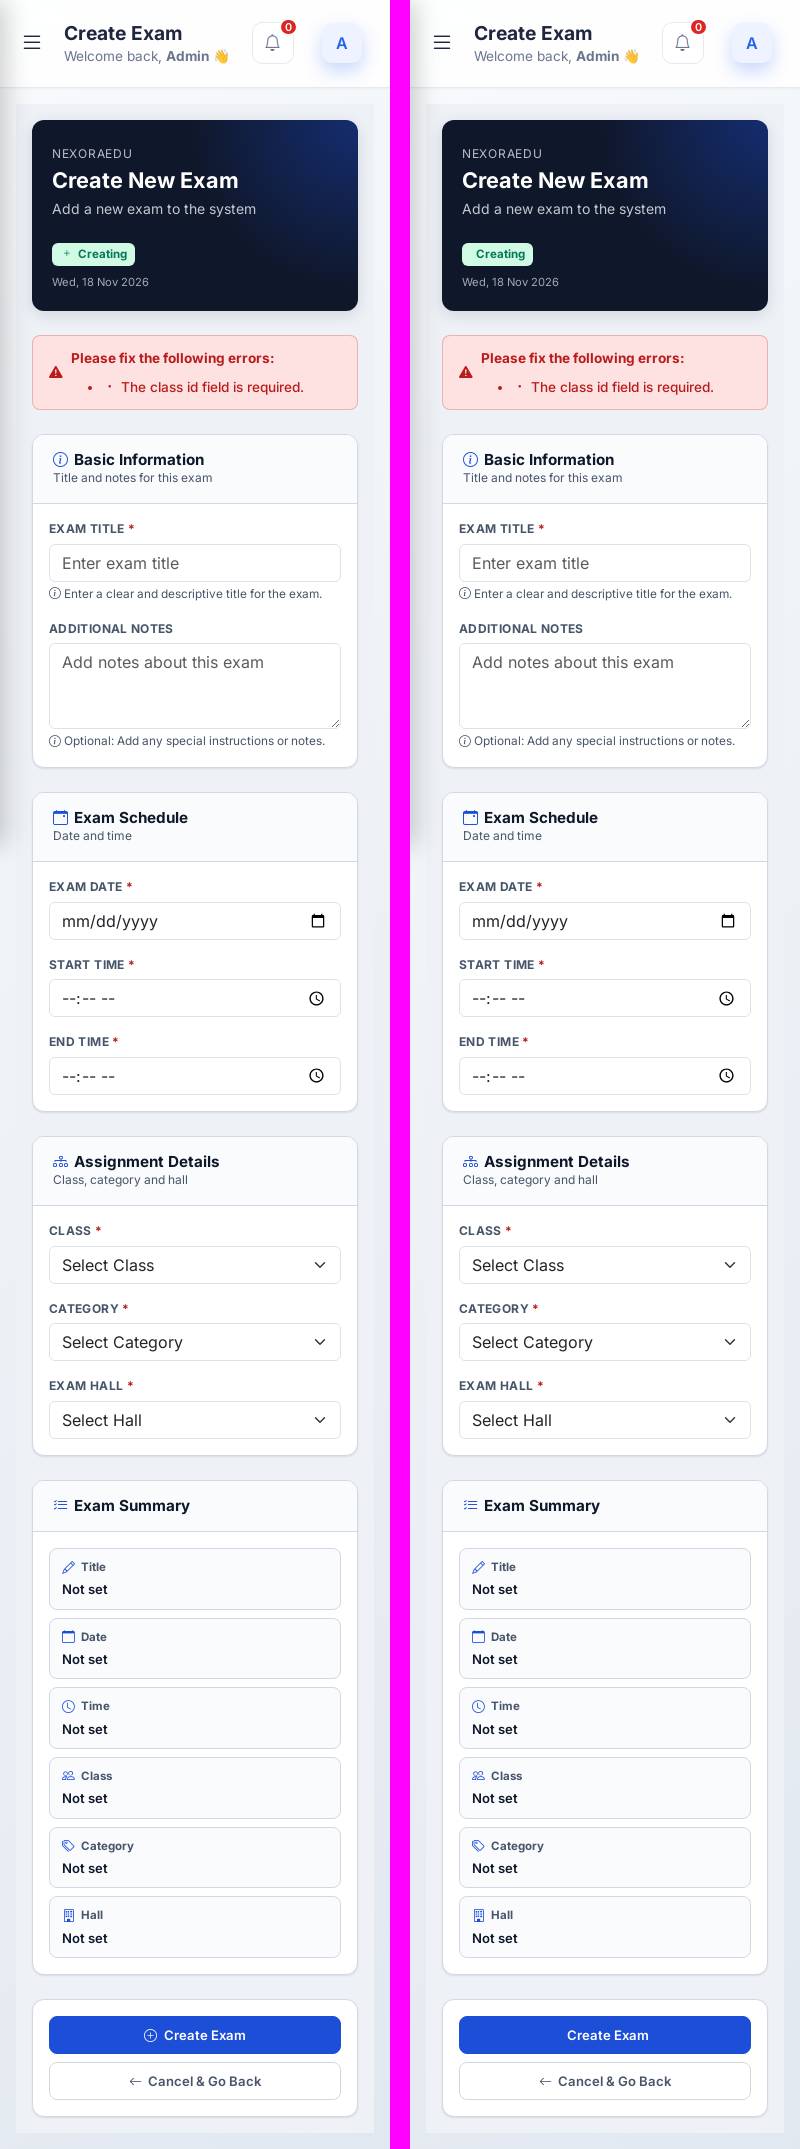 Create Exam
Welcome back, Admin 👋
0
A
NEXORAEDU
Create New Exam
Add a new exam to the system
+ Creating
Wed, 18 Nov 2026
Please fix the following errors:
• • The class id field is required.
Basic Information
Title and notes for this exam
EXAM TITLE *
Enter exam title
Enter a clear and descriptive title for the exam.
ADDITIONAL NOTES
Add notes about this exam
Optional: Add any special instructions or notes.
Exam Schedule
Date and time
EXAM DATE *
mm/dd/yyyy
START TIME *
--:-- --
END TIME *
--:-- --
Assignment Details
Class, category and hall
CLASS *
Select Class
CATEGORY *
Select Category
EXAM HALL *
Select Hall
Exam Summary
Title
Not set
Date
Not set
Time
Not set
Class
Not set
Category
Not set
Hall
Not set
Create Exam
Cancel & Go Back
Create Exam
Welcome back, Admin 👋
0
A
NEXORAEDU
Create New Exam
Add a new exam to the system
Creating
Wed, 18 Nov 2026
Please fix the following errors:
• • The class id field is required.
Basic Information
Title and notes for this exam
EXAM TITLE *
Enter exam title
Enter a clear and descriptive title for the exam.
ADDITIONAL NOTES
Add notes about this exam
Optional: Add any special instructions or notes.
Exam Schedule
Date and time
EXAM DATE *
mm/dd/yyyy
START TIME *
--:-- --
END TIME *
--:-- --
Assignment Details
Class, category and hall
CLASS *
Select Class
CATEGORY *
Select Category
EXAM HALL *
Select Hall
Exam Summary
Title
Not set
Date
Not set
Time
Not set
Class
Not set
Category
Not set
Hall
Not set
Create Exam
Cancel & Go Back